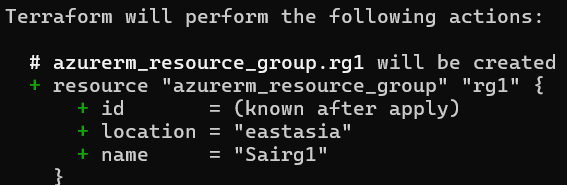 Terraform will perform the following actions:
# azurerm_resource_group.rg1 will be created
+ resource "azurerm_resource_group" "rg1" {
+ id       = (known after apply)
+ location = "eastasia"
+ name     = "Sairg1"
}